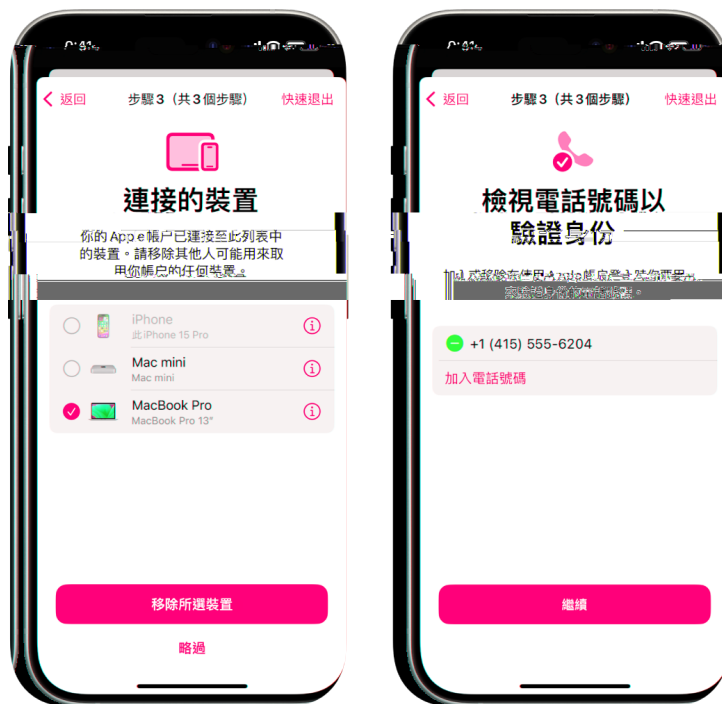 9:41
返回
步驟 3（共 3 個步驟）
快速退出
連接的裝置
你的 Apple 帳戶已連接至此列表中
的裝置。請移除其他人可能用來取
用你帳户的任何裝置。
iPhone
此iPhone 15 Pro
Mac mini
Mac mini
MacBook Pro
MacBook Pro 13"
移除所選裝置
略過
9:41
返回
步驟 3（共 3 個步驟）
快速退出
檢視電話號碼以
驗證身份
+1 (415) 555-6204
加入電話號碼
繼續